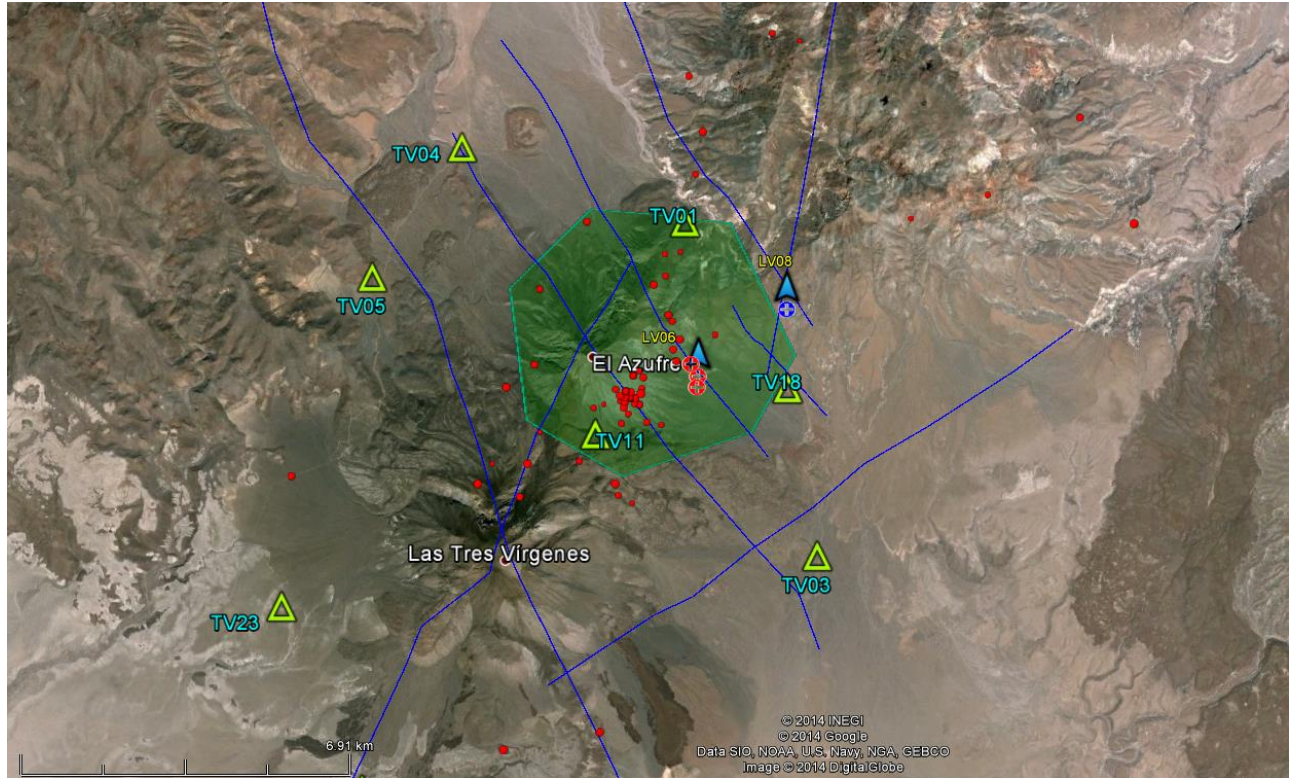 TV04
TV01
LV08
TV05
LV06
El Azufre
TV18
TV11
Las Tres Vírgenes
TV03
TV23
© 2014 INEGI
© 2014 Google
Data SIO, NOAA, U.S. Navy, NGA, GEBCO
Image © 2014 DigitalGlobe
6.91 km